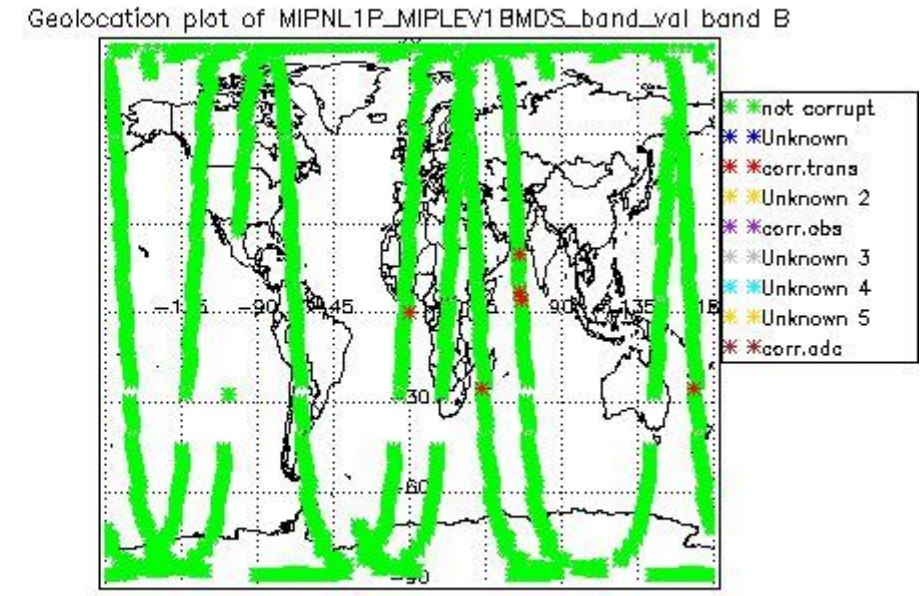 Geolocation plot of MIPNL1P_MIPLEV1BMDS_band_val band B
not corrupt
Unknown
corr.trans
Unknown 2
corr.obs
Unknown 3
Unknown 4
Unknown 5
corr.adc
-90
-45
90
135
-30
-60
-90